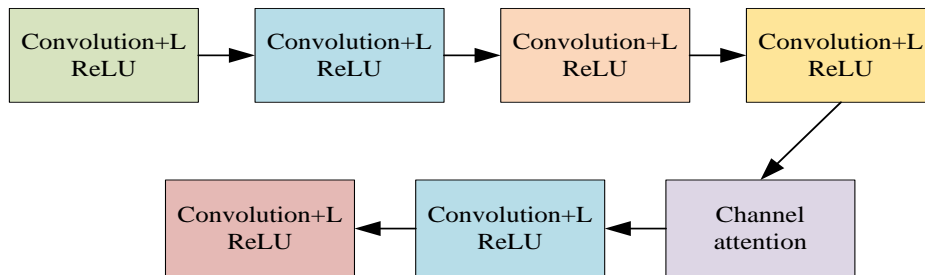 Convolution+L
ReLU
Convolution+L
ReLU
Convolution+L
ReLU
Convolution+L
ReLU
Convolution+L
ReLU
Convolution+L
ReLU
Channel
attention